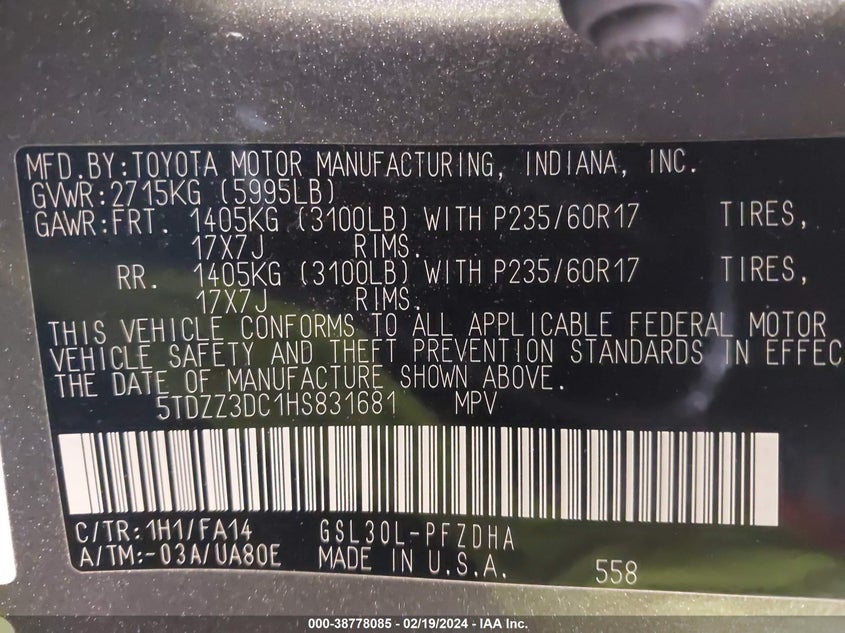 MFD.BY:TOYOTA MOTOR MANUFACTURING, INDIANA, INC.
GVWR:2715KG (5995LB)
GAWR:FRT. 1405KG (3100LB) WITH P235/60R17 TIRES,
17X7J RIMS.
RR. 1405KG (3100LB) WITH P235/60R17 TIRES,
17X7J RIMS.
THIS VEHICLE CONFORMS TO ALL APPLICABLE FEDERAL MOTOR
VEHICLE SAFETY AND THEFT PREVENTION STANDARDS IN EFFEC
THE DATE OF MANUFACTURE SHOWN ABOVE.
5TDZZ3DC1HS831681 MPV
C/TR:1H1/FA14 GSL30L-PFZDHA
A/TM:-03A/UA80E MADE IN U.S.A. 558
000-38778085 - 02/19/2024 - IAA Inc.